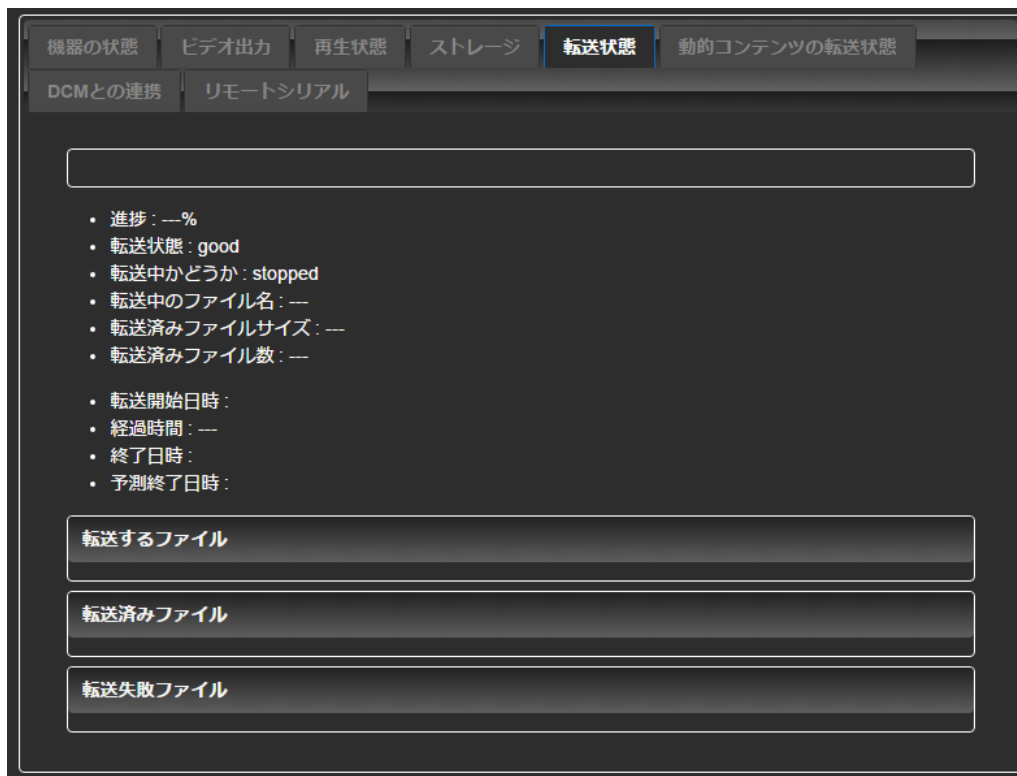 機器の状態 ビデオ出力 再生状態 ストレージ 転送状態 動的コンテンツの転送状態
DCMとの連携 リモートシリアル
• 進捗 : ---%
• 転送状態 : good
• 転送中かどうか : stopped
• 転送中のファイル名 : ---
• 転送済みファイルサイズ : ---
• 転送済みファイル数 : ---
• 転送開始日時 :
• 経過時間 : ---
• 終了日時 :
• 予測終了日時 :
転送するファイル
転送済みファイル
転送失敗ファイル